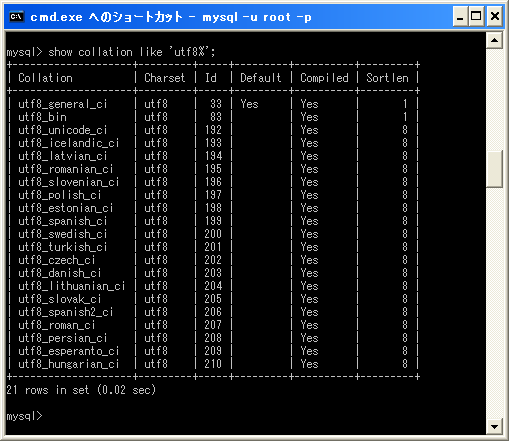 cmd.exe へのショートカット - mysql -u root -p
mysql> show collation like 'utf8%';
+--------------------+---------+-----+---------+----------+---------+
| Collation          | Charset | Id  | Default | Compiled | Sortlen |
+--------------------+---------+-----+---------+----------+---------+
| utf8_general_ci    | utf8    |  33 | Yes     | Yes      |       1 |
| utf8_bin           | utf8    |  83 |         | Yes      |       1 |
| utf8_unicode_ci    | utf8    | 192 |         | Yes      |       8 |
| utf8_icelandic_ci  | utf8    | 193 |         | Yes      |       8 |
| utf8_latvian_ci    | utf8    | 194 |         | Yes      |       8 |
| utf8_romanian_ci   | utf8    | 195 |         | Yes      |       8 |
| utf8_slovenian_ci  | utf8    | 196 |         | Yes      |       8 |
| utf8_polish_ci     | utf8    | 197 |         | Yes      |       8 |
| utf8_estonian_ci   | utf8    | 198 |         | Yes      |       8 |
| utf8_spanish_ci    | utf8    | 199 |         | Yes      |       8 |
| utf8_swedish_ci    | utf8    | 200 |         | Yes      |       8 |
| utf8_turkish_ci    | utf8    | 201 |         | Yes      |       8 |
| utf8_czech_ci      | utf8    | 202 |         | Yes      |       8 |
| utf8_danish_ci     | utf8    | 203 |         | Yes      |       8 |
| utf8_lithuanian_ci | utf8    | 204 |         | Yes      |       8 |
| utf8_slovak_ci     | utf8    | 205 |         | Yes      |       8 |
| utf8_spanish2_ci   | utf8    | 206 |         | Yes      |       8 |
| utf8_roman_ci      | utf8    | 207 |         | Yes      |       8 |
| utf8_persian_ci    | utf8    | 208 |         | Yes      |       8 |
| utf8_esperanto_ci  | utf8    | 209 |         | Yes      |       8 |
| utf8_hungarian_ci  | utf8    | 210 |         | Yes      |       8 |
+--------------------+---------+-----+---------+----------+---------+
21 rows in set (0.02 sec)
mysql>